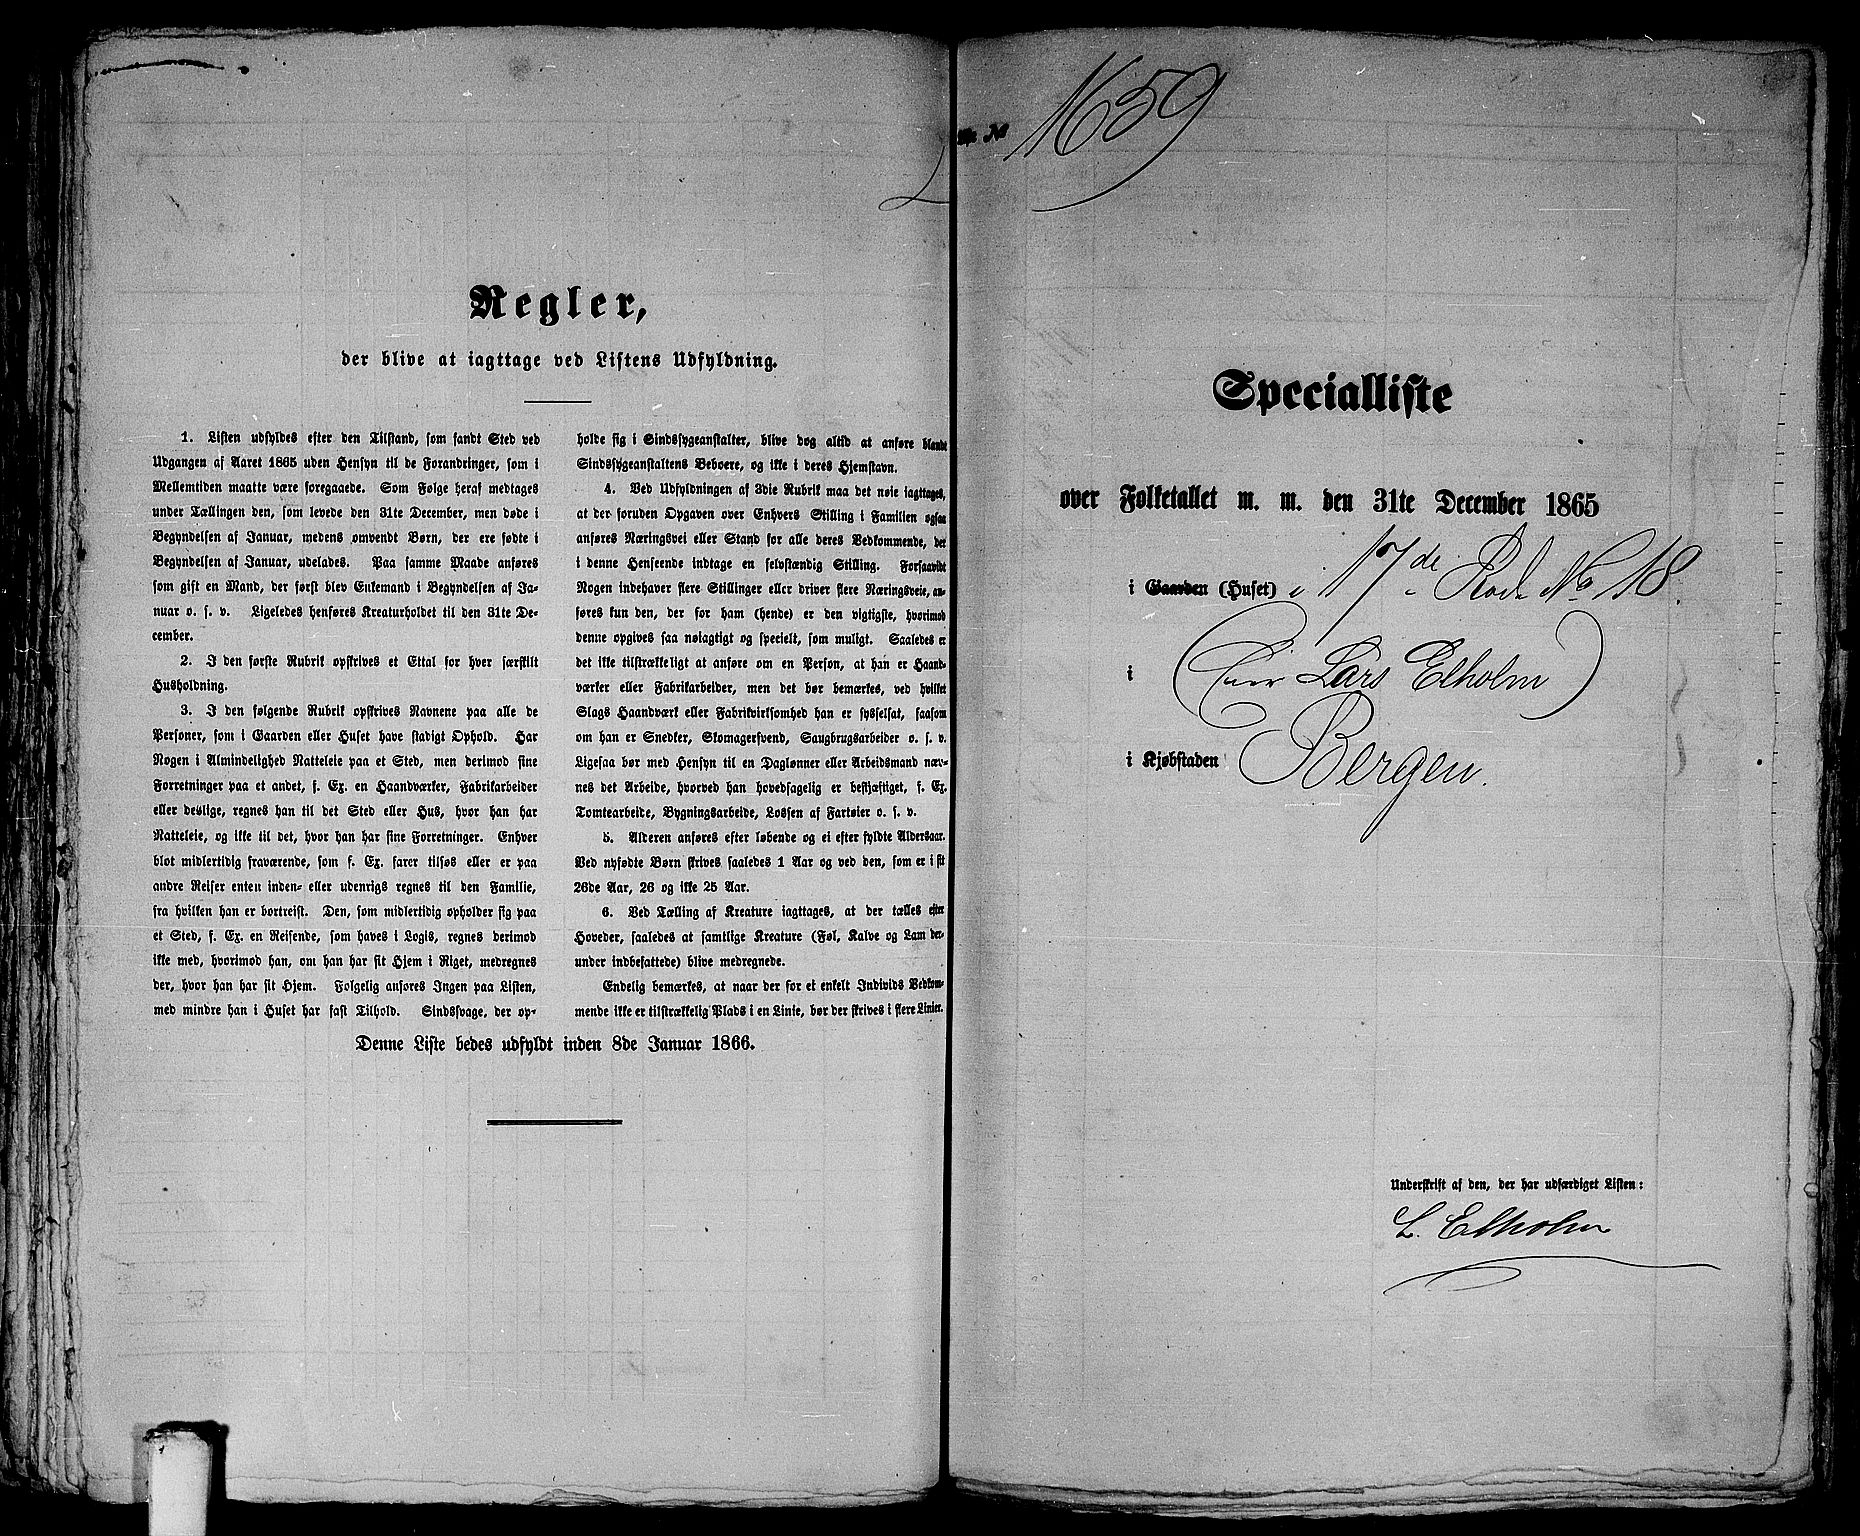 Regler,
der blive at iagttage ved Listens Udfyldning.
1. Listen udfyldes efter den Tilstand, som fandt Sted ved
Udgangen af Aaret 1865 uden Hensyn til de Forandringer, som i
Mellemtiden maatte være foregaaede. Som Følge heraf medtages
under Tællingen den, som levede den 31te December, men døde i
Begyndelsen af Januar, medens omvendt Børn, der ere fødte i
Begyndelsen af Januar, udelades. Paa samme Maade anføres
som gift en Mand, der først blev Enkemand i Begyndelsen af Ja-
nuar o. s. v. Ligeledes henføres Kreaturholdet til den 31te De-
cember.
2. I den første Rubrik opskrives et Ettal for hver særskilt
Husholdning.
3. I den følgende Rubrik opskrives Navnene paa alle de
Personer, som i Gaarden eller Huset have stadigt Ophold. Har
Nogen i Almindelighed Natteleie paa et Sted, men derimod sine
Forretninger paa et andet, f. Ex. en Haandværker, Fabrikarbeider
eller deslige, regnes han til det Sted eller Hus, hvor han har
Natteleie, og ikke til det, hvor han har sine Forretninger. Enhver
blot midlertidig fraværende, som f. Ex. farer tilsøs eller er paa
andre Reiser enten inden- eller udenrigs regnes til den Familie,
fra hvilken han er bortreist. Den, som midlertidig opholder sig paa
et Sted, f. Ex. en Reisende, som haves i Logis, regnes derimod
ikke med, hvorimod han, om han har sit Hjem i Riget, medregnes
der, hvor han har sit Hjem. Følgelig anføres Ingen paa Listen,
med mindre han i Huset har fast Tilhold. Sindssvage, der op-
holde sig i Sindssygeanstalter, blive dog altid at anføre blandt
Sindssygeanstaltens Beboere, og ikke i deres Hjemstavn.
4. Ved Udfyldningen af 3die Rubrik maa det nøie iagttages,
at der foruden Opgaven over Enhvers Stilling i Familien ogsaa
anføres Næringsvei eller Stand for alle deres Vedkommende, der
i denne Henseende indtage en selvstændig Stilling. Forsaavidt
Nogen indehaver flere Stillinger eller driver flere Næringsveie, an-
føres kun den, der for ham (hende) er den vigtigste, hvorimod
denne opgives saa nøiagtigt og specielt, som muligt. Saaledes er
det ikke tilstrækkeligt at anføre om en Person, at han er Haand-
værker eller Fabrikarbeider, men det bør bemærkes, ved hvilket
Slags Haandværk eller Fabrikvirksomhed han er sysselsat, saasom
om han er Snedker, Skomagersvend, Saugbrugsarbeider o. s. v.
Ligesaa bør med Hensyn til en Daglønner eller Arbeidsmand næv-
nes det Arbeide, hvorved han hovedsagelig er beskjæftiget, f. Ex.
Tomtearbeide, Bygningsarbeide, Lossen af Fartøier o. s. v.
5. Alderen anføres efter løbende og ei efter fyldte Aldersaar.
Ved nyfødte Børn skrives saaledes 1 Aar og ved den, som er i sit
26de Aar, 26 og ikke 25 Aar.
6. Ved Tælling af Kreature iagttages, at der tælles efter
Hoveder, saaledes at samtlige Kreature (Føl, Kalve og Lam der-
under indbefattede) blive medregnede.
Endelig bemærkes, at naar der for et enkelt Individs Vedkom-
mende ikke er tilstrækkelig Plads i en Linie, bør der skrives i flere Linier.
Denne Liste bedes udfyldt inden 8de Januar 1866.
1659
Specialliste
over Folketallet m. m. den 31te December 1865
i Gaarden (Huset) i 17de Rode No 18.
i (Eier Lars Elholm)
i Kjøbstaden Bergen.
Underskrift af den, der har udfærdiget Listen:
L. Elholm